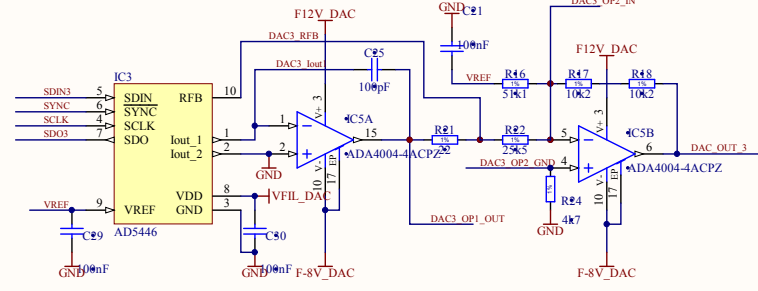 DAC3_OP2_IN
F12V_DAC
GND
C21
100nF
DAC3_RFB
F12V_DAC
DAC3_Iout1
C25
100pF
VREF
R16
1%
51k1
R17
1%
10k2
R18
1%
10k2
IC3
SDIN3
5
SDIN
RFB
10
SYNC
6
SYNC
SCLK
4
SCLK
SDO3
7
SDO
Iout_1
1
Iout_2
2
VDD
8
GND
3
VREF
9
VREF
AD5446
VFIL_DAC
GND
C29
100nF
GND
C30
100nF
GND
1
2
3
V+
IC5A
15
ADA4004-4ACPZ
V-
EP
10
17
F-8V_DAC
R21
1%
R22
1%
25k5
DAC3_OP1_OUT
DAC3_OP2_GND
5
4
3
V+
IC5B
6
DAC_OUT_3
ADA4004-4ACPZ
V-
EP
10
17
1%
R24
4k7
GND
F-8V_DAC